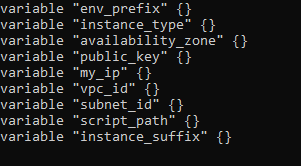 variable "env_prefix" {}
variable "instance_type" {}
variable "availability_zone" {}
variable "public_key" {}
variable "my_ip" {}
variable "vpc_id" {}
variable "subnet_id" {}
variable "script_path" {}
variable "instance_suffix" {}